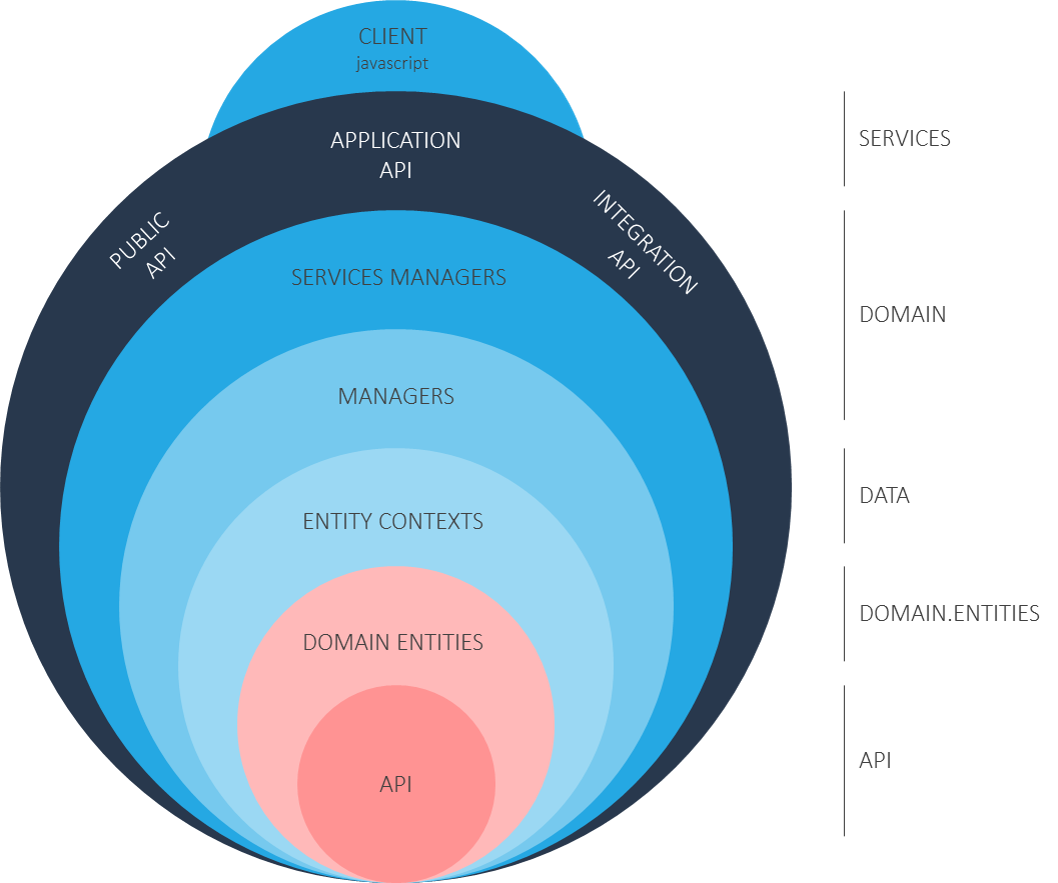 CLIENT
javascript
APPLICATION
API
PUBLIC
API
INTEGRATION
API
SERVICES MANAGERS
MANAGERS
ENTITY CONTEXTS
DOMAIN ENTITIES
API
SERVICES
DOMAIN
DATA
DOMAIN.ENTITIES
API